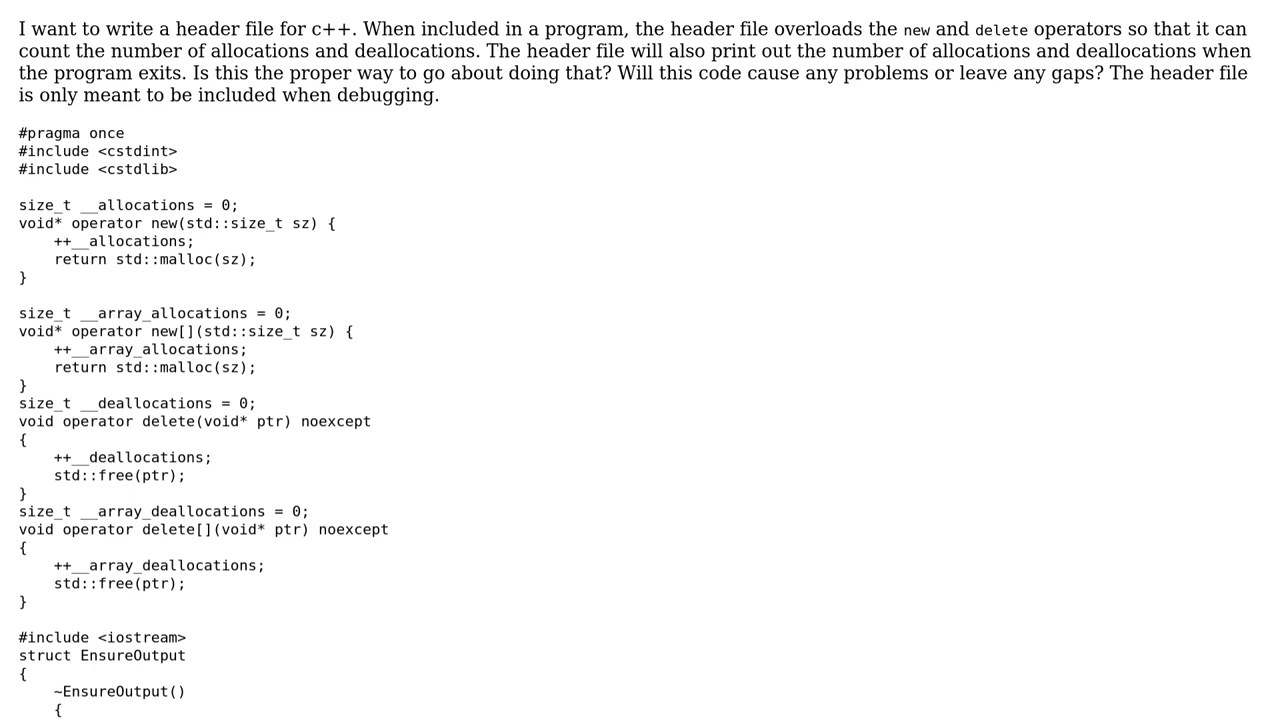 I want to write a header file for c++. When included in a program, the header file overloads the new and delete operators so that it can
count the number of allocations and deallocations. The header file will also print out the number of allocations and deallocations when
the program exits. Is this the proper way to go about doing that? Will this code cause any problems or leave any gaps? The header file
is only meant to be included when debugging.
#pragma once
#include <cstdint>
#include <cstdlib>
size_t __allocations = 0;
void* operator new(std::size_t sz) {
    ++__allocations;
    return std::malloc(sz);
}
size_t __array_allocations = 0;
void* operator new[](std::size_t sz) {
    ++__array_allocations;
    return std::malloc(sz);
}
size_t __deallocations = 0;
void operator delete(void* ptr) noexcept
{
    ++__deallocations;
    std::free(ptr);
}
size_t __array_deallocations = 0;
void operator delete[](void* ptr) noexcept
{
    ++__array_deallocations;
    std::free(ptr);
}
#include <iostream>
struct EnsureOutput
{
    ~EnsureOutput()
    {